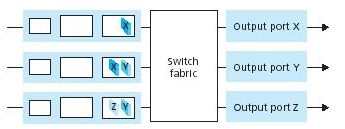 X
Output port X
X Y
Switch
fabric
Output port Y
Z Y
Output port Z